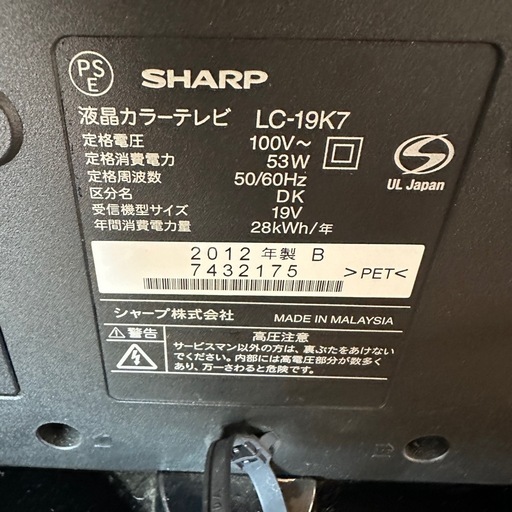 PS
E
SHARP
液晶カラーテレビ LC-19K7
定格電圧 100V～
定格消費電力 53W
定格周波数 50/60Hz
区分名 DK
受信機型サイズ 19V
年間消費電力量 28kWh/年
UL Japan
2012 年製 B
7432175
>PET<
シャープ株式会社 MADE IN MALAYSIA
警告 高圧注意
サービスマン以外の方は、裏ぶたをあけない
でください。内部には高電圧部分が数多く
あり、万一さわると危険です。